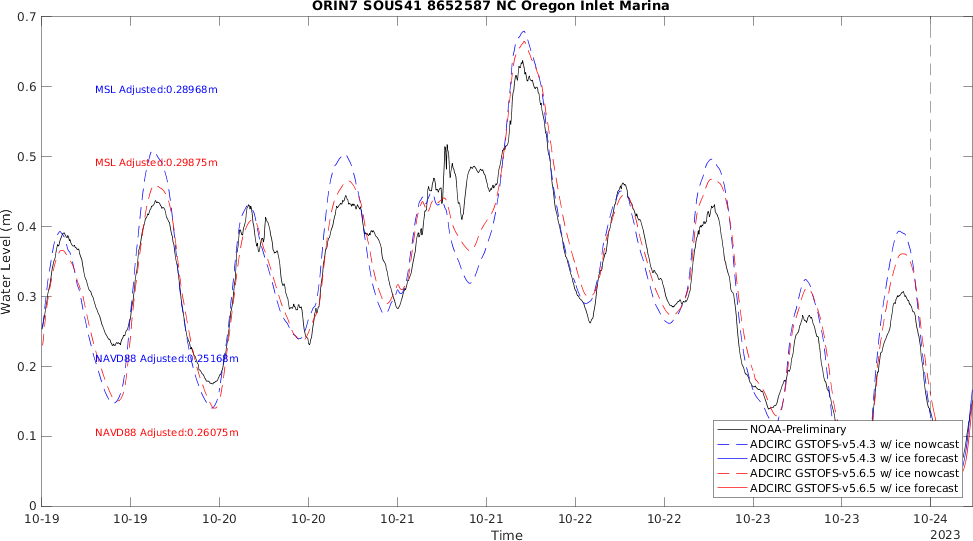 ORIN7 SOUS41 8652587 NC Oregon Inlet Marina
0.7
0.6
0.5
0.4
0.3
0.2
0.1
0
Water Level (m)
MSL Adjusted:0.28968m
MSL Adjusted:0.29875m
NAVD88 Adjusted:0.25168m
NAVD88 Adjusted:0.26075m
NOAA-Preliminary
ADCIRC GSTOFS-v5.4.3 w/ ice nowcast
ADCIRC GSTOFS-v5.4.3 w/ ice forecast
ADCIRC GSTOFS-v5.6.5 w/ ice nowcast
ADCIRC GSTOFS-v5.6.5 w/ ice forecast
10-19 10-19 10-20 10-20 10-21 10-21 10-22 10-22 10-23 10-23 10-24
2023
Time